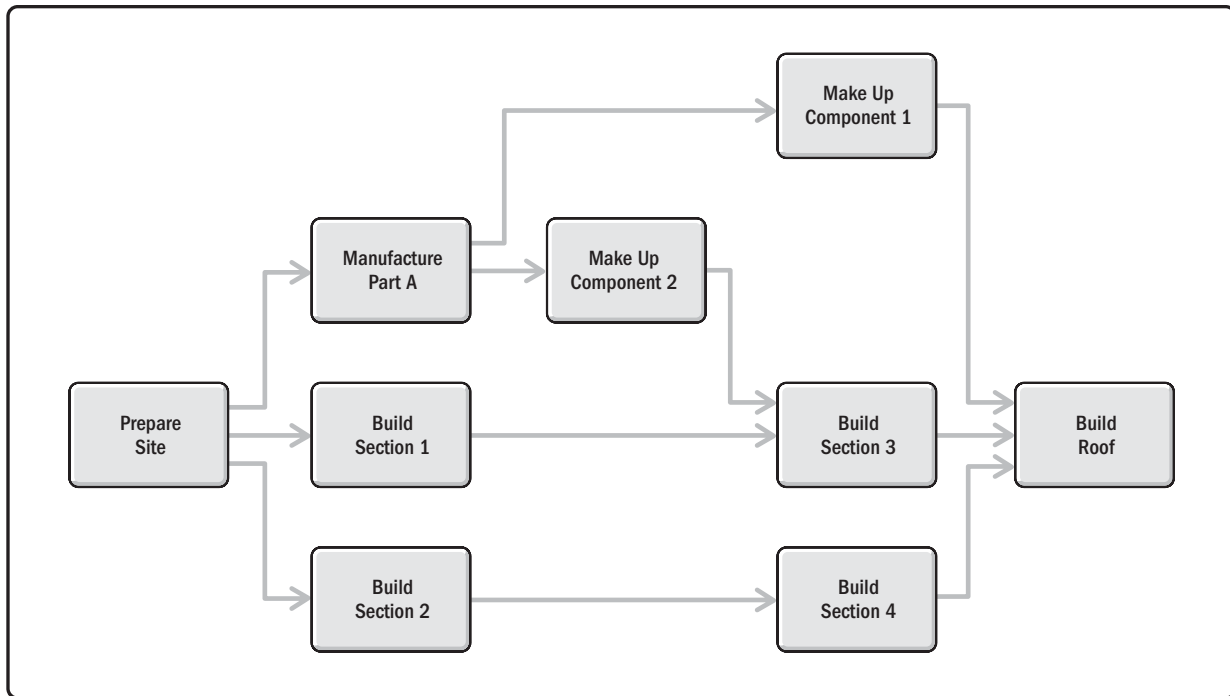 Make Up
Component 1
Manufacture
Part A
Make Up
Component 2
Prepare
Site
Build
Section 1
Build
Section 3
Build
Roof
Build
Section 2
Build
Section 4